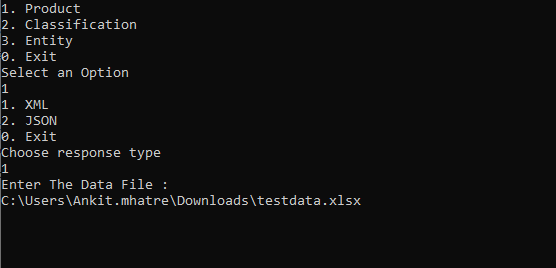 1. Product
2. Classification
3. Entity
0. Exit
Select an Option
1
1. XML
2. JSON
0. Exit
Choose response type
1
Enter The Data File :
C:\Users\Ankit.mhatre\Downloads\testdata.xlsx